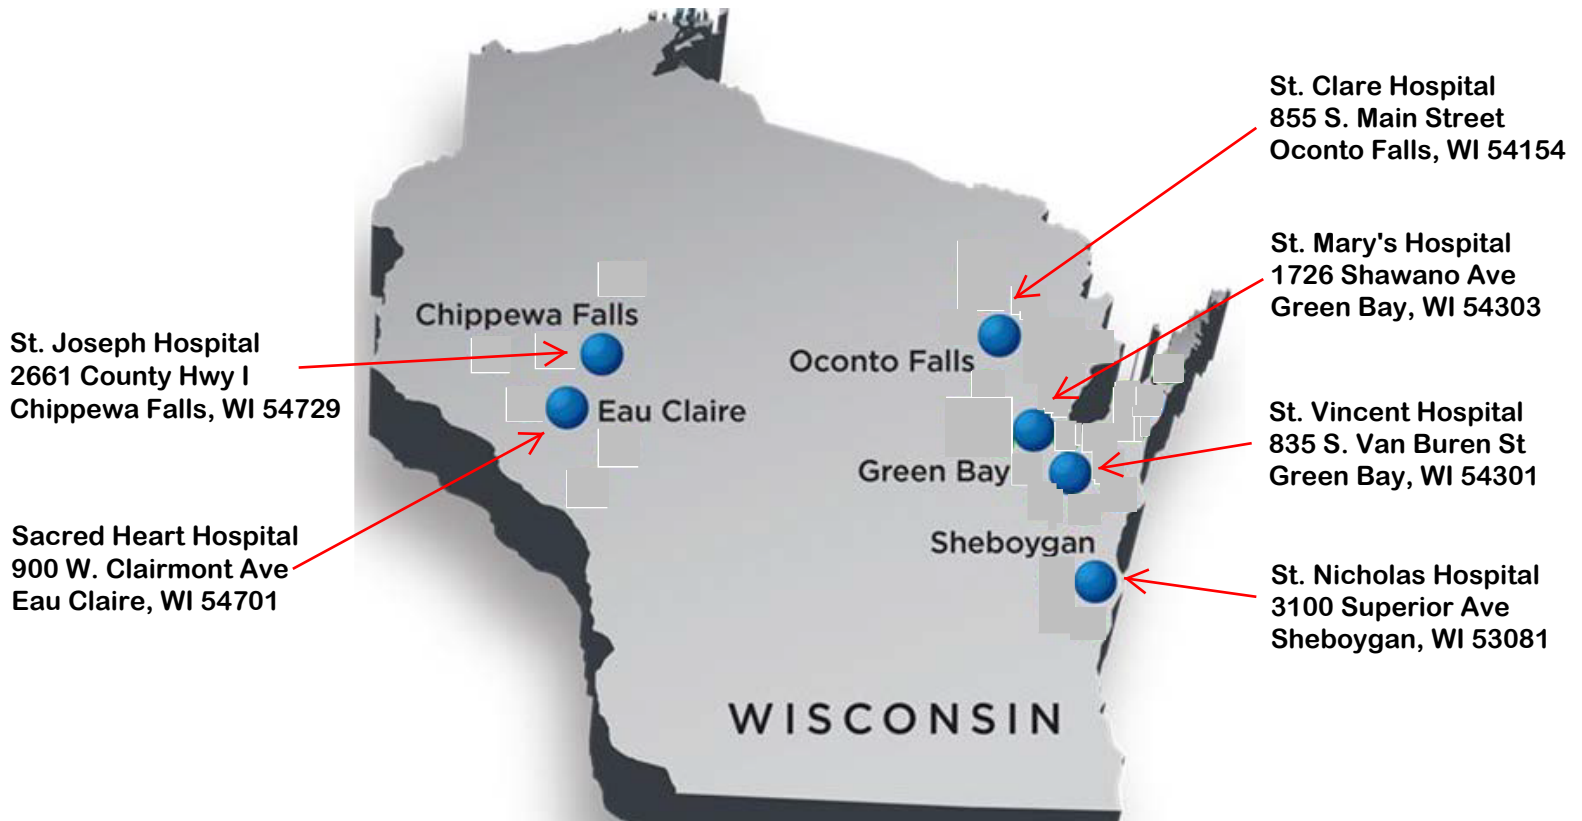 St. Clare Hospital
855 S. Main Street
Oconto Falls, WI 54154
St. Mary's Hospital
1726 Shawano Ave
Green Bay, WI 54303
Chippewa Falls
St. Joseph Hospital
2661 County Hwy I
Chippewa Falls, WI 54729
Oconto Falls
Eau Claire
St. Vincent Hospital
835 S. Van Buren St
Green Bay, WI 54301
Green Bay
Sacred Heart Hospital
900 W. Clairmont Ave
Eau Claire, WI 54701
Sheboygan
St. Nicholas Hospital
3100 Superior Ave
Sheboygan, WI 53081
WISCONSIN